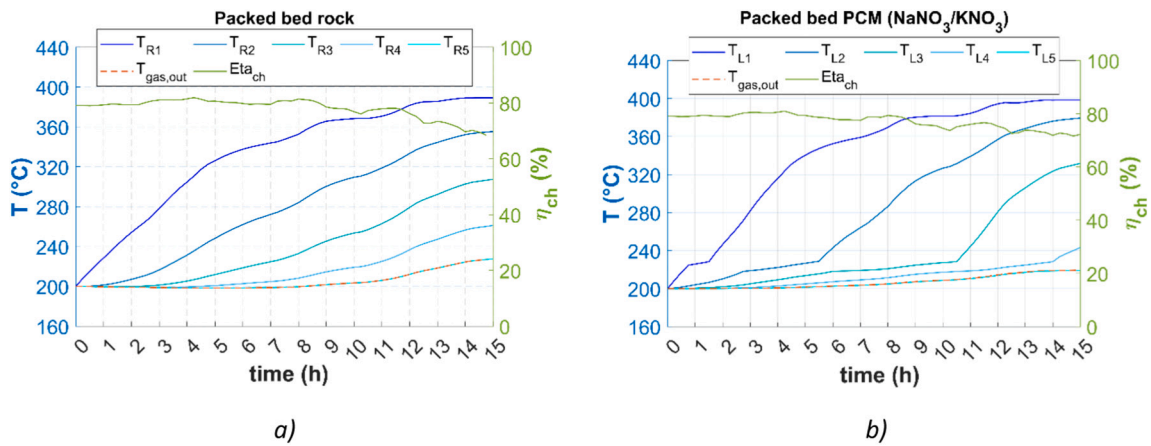 Packed bed rock
T_R1 T_R2 T_R3 T_R4 T_R5
T_gas,out Eta_ch
440
400
360
320
280
240
200
160
T (°C)
100
80
60
40
20
0
η_ch (%)
0 1 2 3 4 5 6 7 8 9 10 11 12 13 14 15
time (h)
a)
Packed bed PCM (NaNO₃/KNO₃)
T_L1 T_L2 T_L3 T_L4 T_L5
T_gas,out Eta_ch
440
400
360
320
280
240
200
160
T (°C)
100
80
60
40
20
0
η_ch (%)
0 1 2 3 4 5 6 7 8 9 10 11 12 13 14 15
time (h)
b)